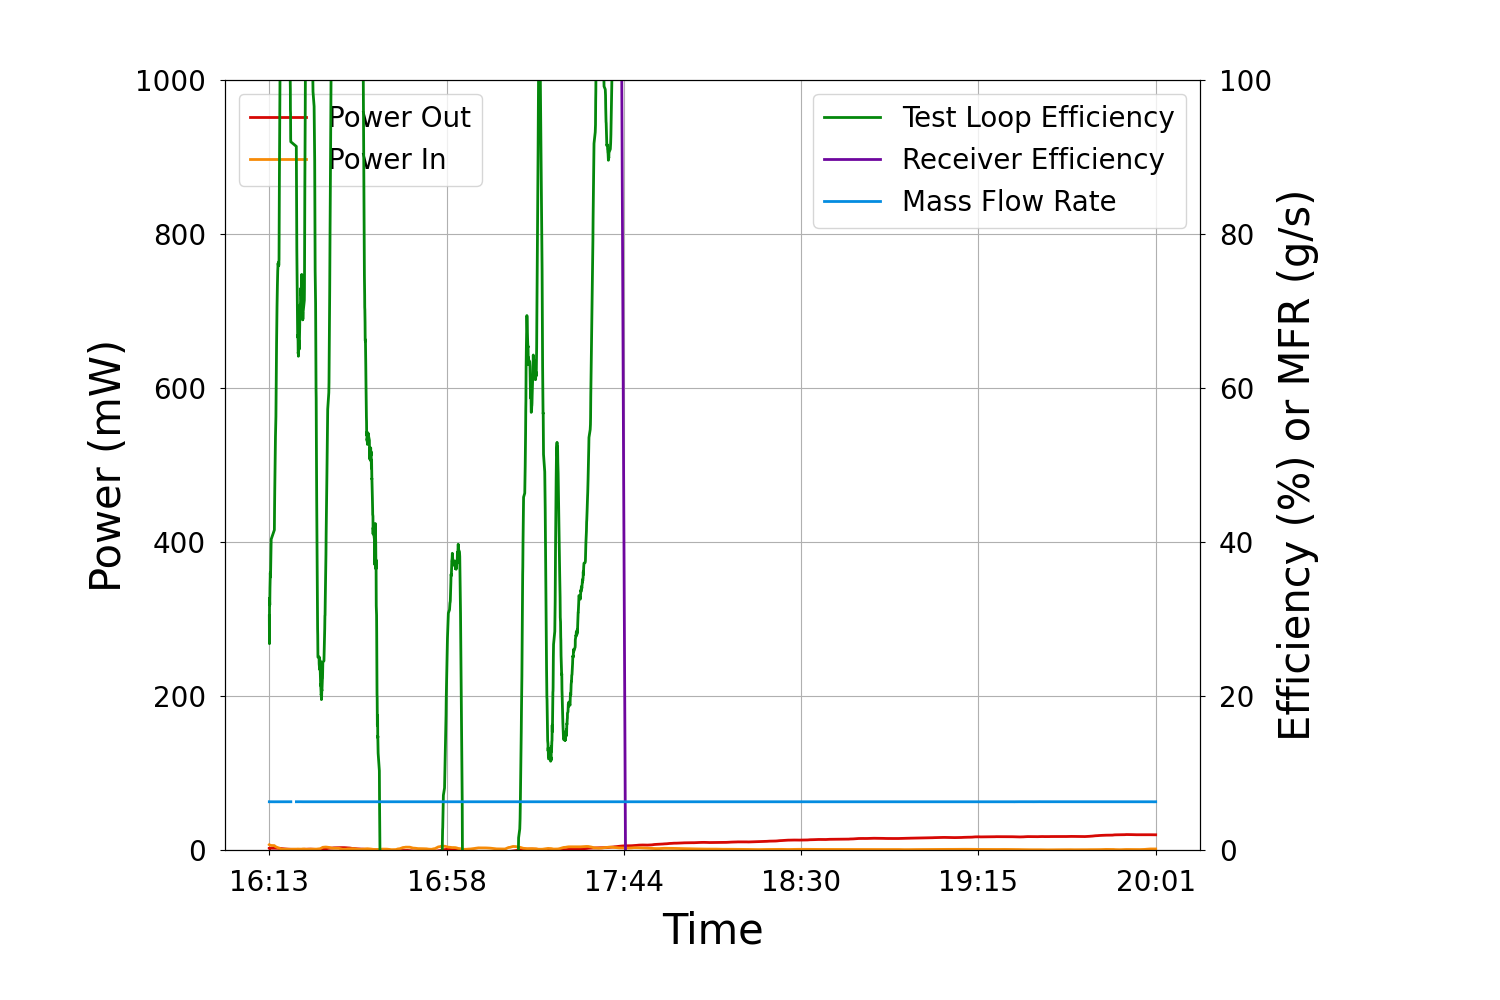 1000
800
600
400
200
0
Power (mW)
Power Out
Power In
Test Loop Efficiency
Receiver Efficiency
Mass Flow Rate
100
80
60
40
20
0
Efficiency (%) or MFR (g/s)
16:13 16:58 17:44 18:30 19:15 20:01
Time